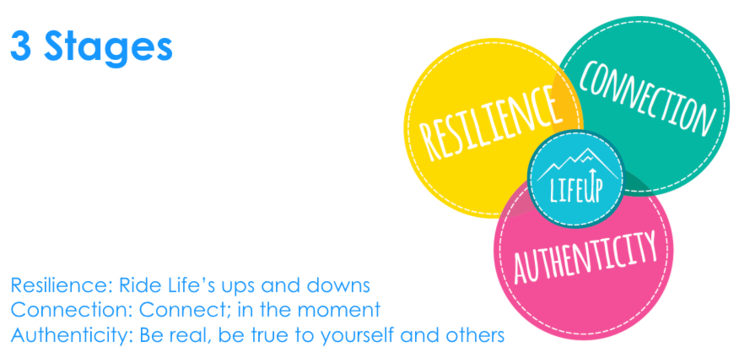 3 Stages
RESILIENCE
CONNECTION
LIFEUP
AUTHENTICITY
Resilience: Ride Life's ups and downs
Connection: Connect; in the moment
Authenticity: Be real, be true to yourself and others